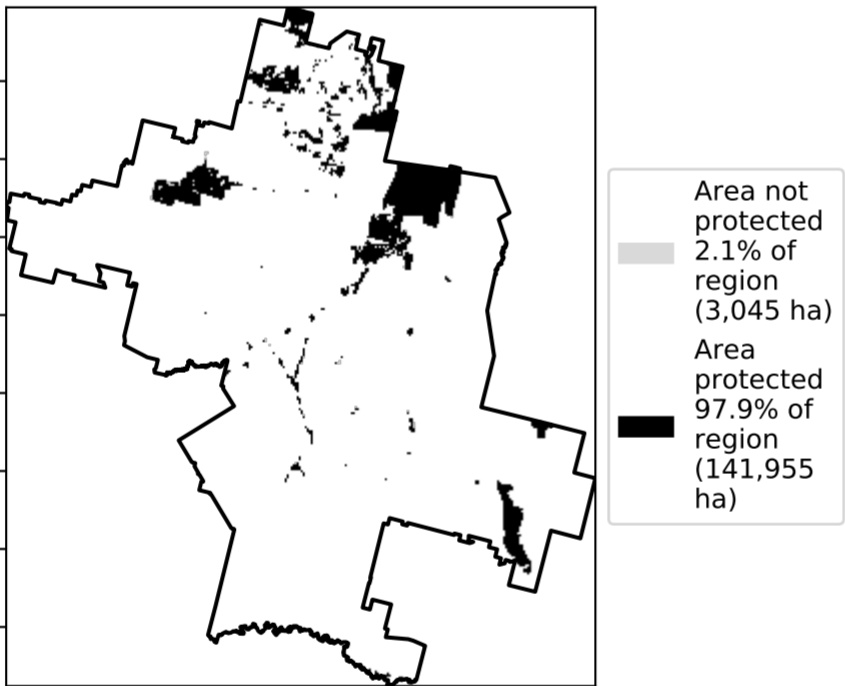 Area not
protected
2.1% of
region
(3,045 ha)
Area
protected
97.9% of
region
(141,955
ha)